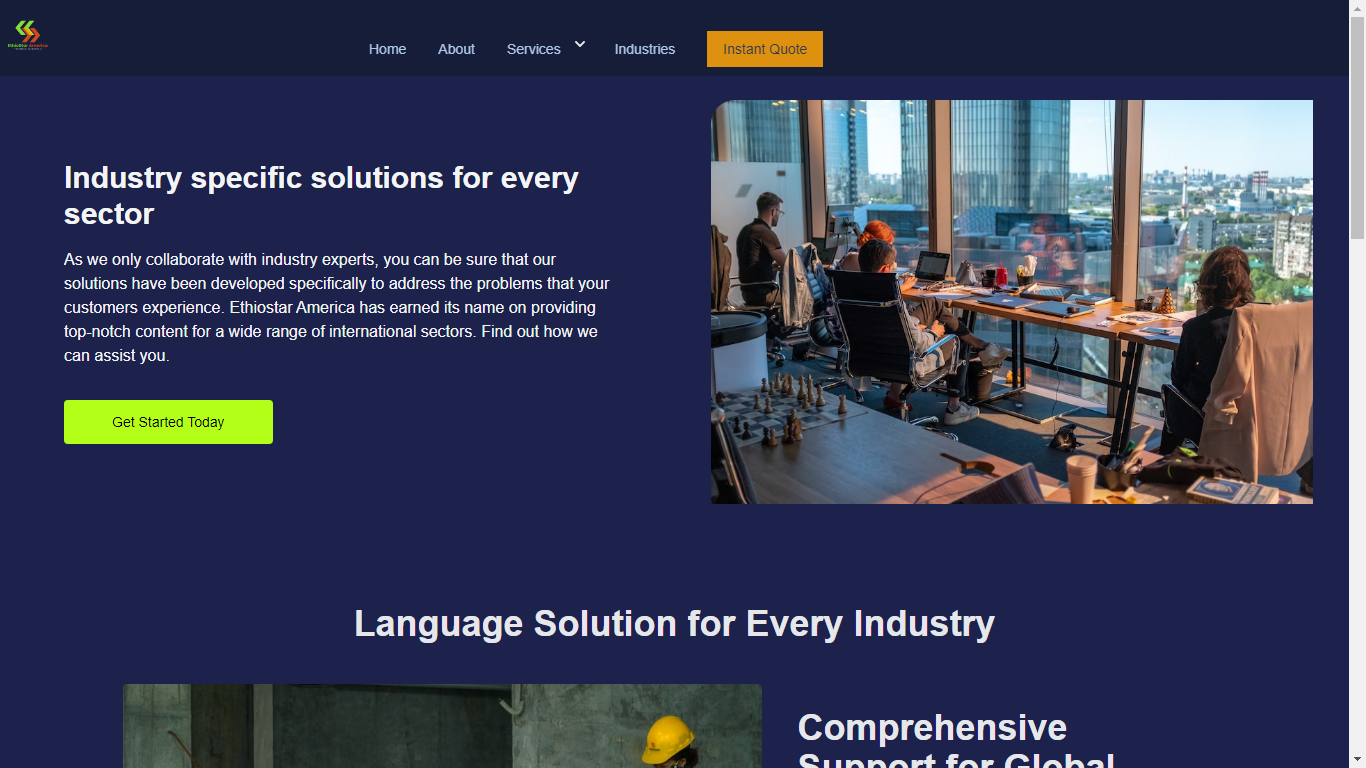 EthioStar America
Home
About
Services
Industries
Instant Quote
Industry specific solutions for every
sector
As we only collaborate with industry experts, you can be sure that our
solutions have been developed specifically to address the problems that your
customers experience. Ethiostar America has earned its name on providing
top-notch content for a wide range of international sectors. Find out how we
can assist you.
Get Started Today
Language Solution for Every Industry
Comprehensive
Support for Global